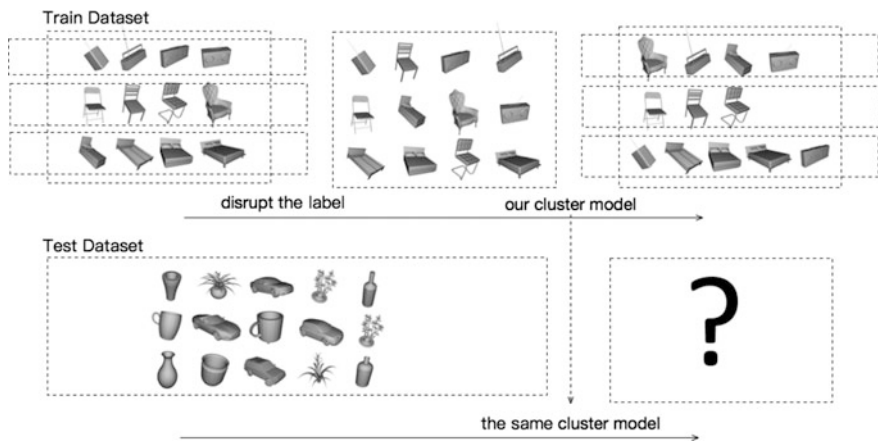 Train Dataset
disrupt the label
our cluster model
Test Dataset
?
the same cluster model